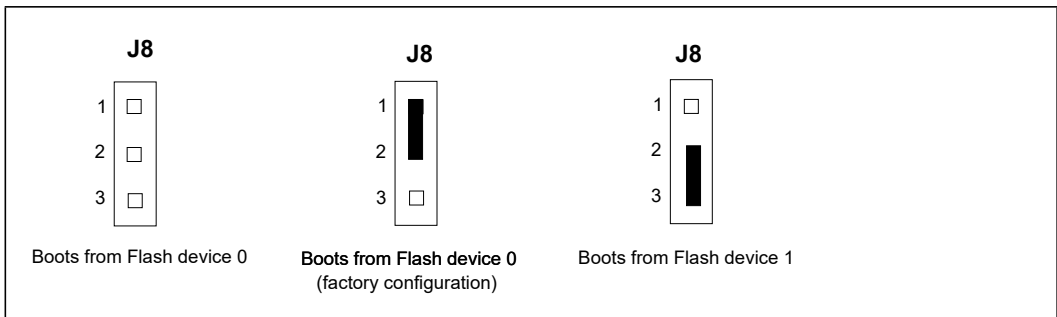 J8
1
2
3
Boots from Flash device 0
J8
1
2
3
Boots from Flash device 0
(factory configuration)
J8
1
2
3
Boots from Flash device 1